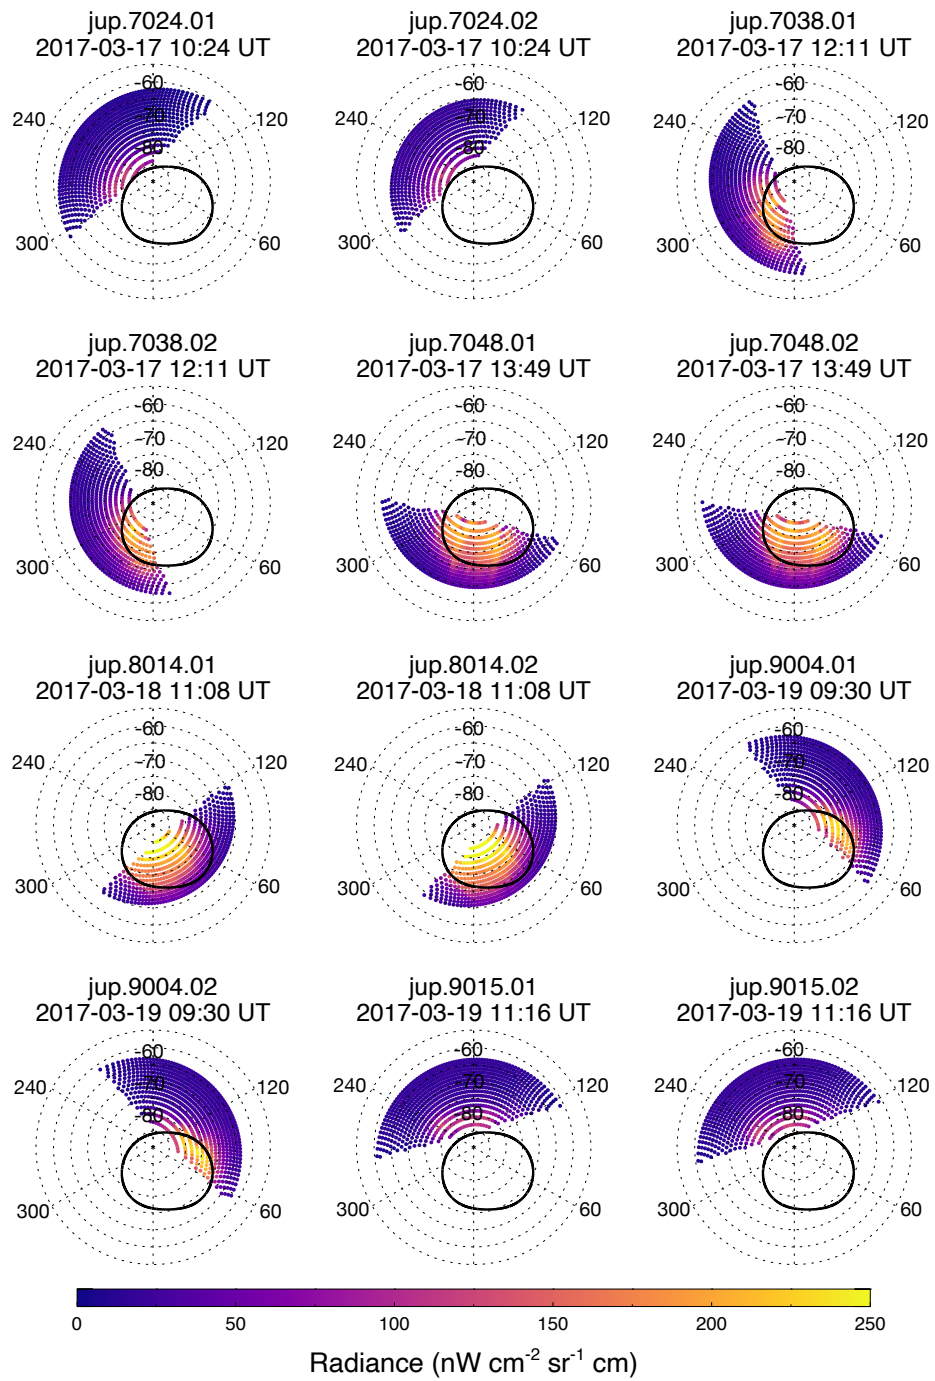 jup.7024.01 jup.7024.02 jup.7038.01
2017-03-17 10:24 UT 2017-03-17 10:24 UT 2017-03-17 12:11 UT
-60 -60 -60
240 -70 120 240 -70 120 240 -70 120
-80 -80 -80
300 60 300 60 300 60
jup.7038.02 jup.7048.01 jup.7048.02
2017-03-17 12:11 UT 2017-03-17 13:49 UT 2017-03-17 13:49 UT
-60 -60 -60
240 -70 120 240 -70 120 240 -70 120
-80 -80 -80
300 60 300 60 300 60
jup.8014.01 jup.8014.02 jup.9004.01
2017-03-18 11:08 UT 2017-03-18 11:08 UT 2017-03-19 09:30 UT
-60 -60 -60
240 -70 120 240 -70 120 240 -70 120
-80 -80 -80
300 60 300 60 300 60
jup.9004.02 jup.9015.01 jup.9015.02
2017-03-19 09:30 UT 2017-03-19 11:16 UT 2017-03-19 11:16 UT
-60 -60 -60
240 -70 120 240 -70 120 240 -70 120
-80 -80 -80
300 60 300 60 300 60
0 50 100 150 200 250
Radiance (nW cm⁻² sr⁻¹ cm)